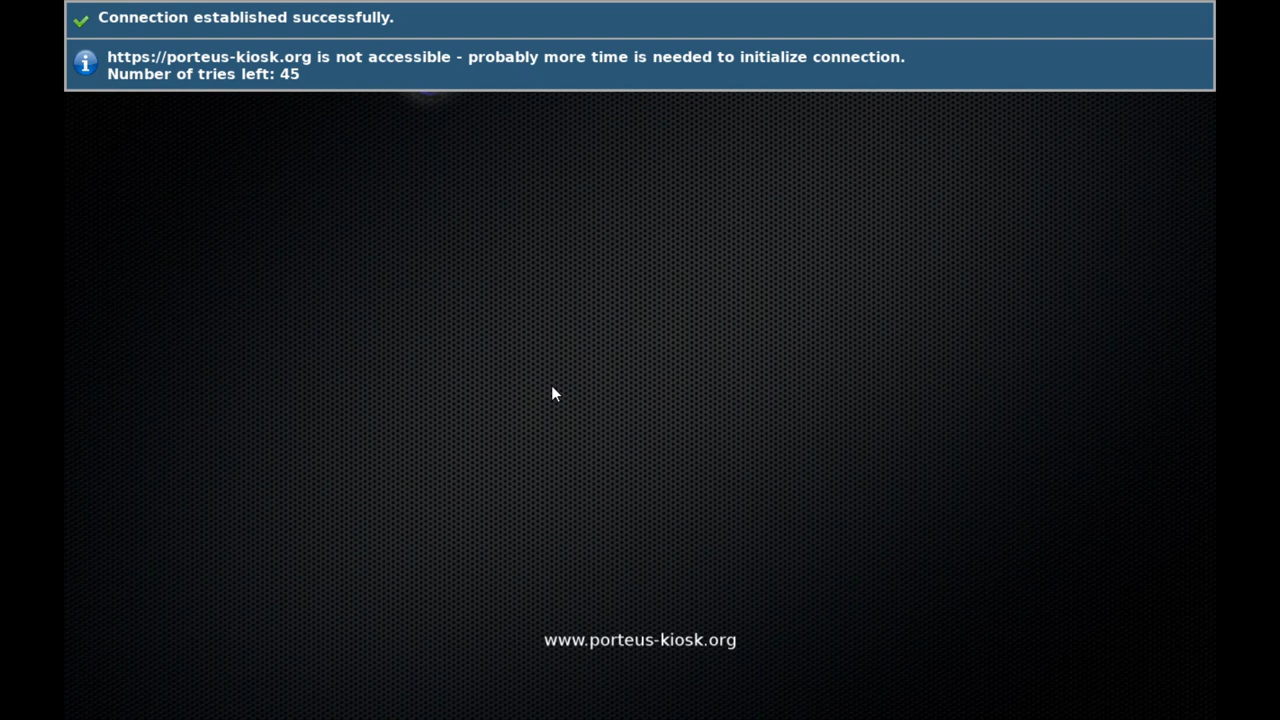 Connection established successfully.
https://porteus-kiosk.org is not accessible - probably more time is needed to initialize connection.
Number of tries left: 45
www.porteus-kiosk.org